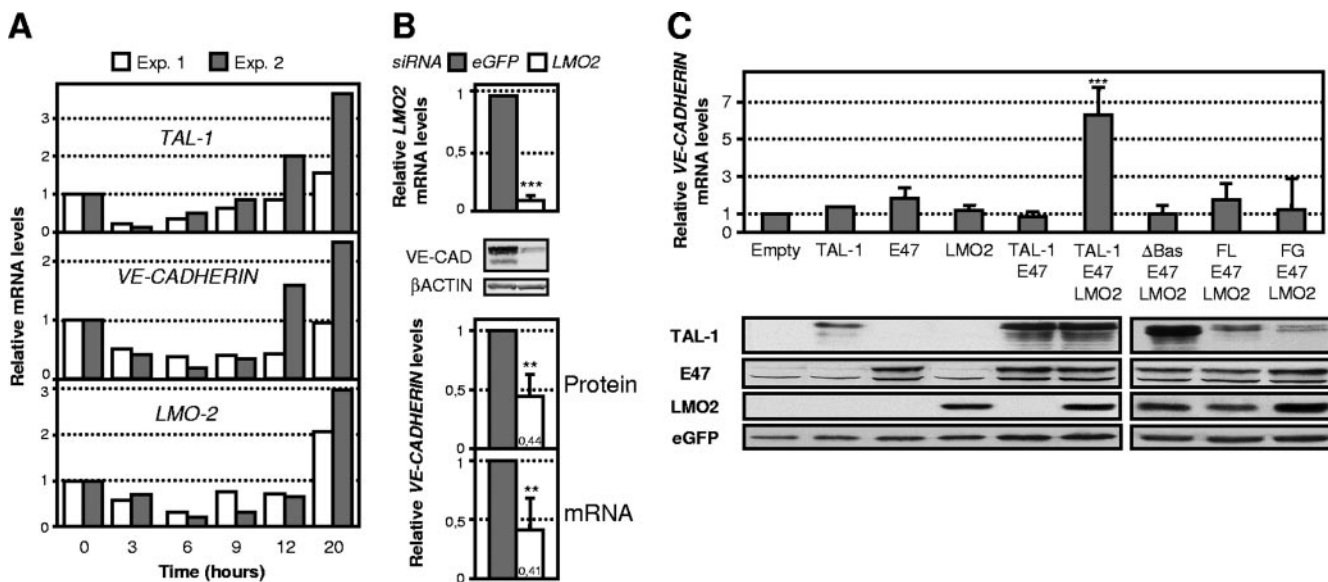 A
Exp. 1 Exp. 2
Relative mRNA levels
3
2
1
0
TAL-1
2
1
0
VE-CADHERIN
3
2
1
0
LMO-2
0 3 6 9 12 20
Time (hours)
B
siRNA eGFP LMO2
Relative LMO2
mRNA levels
1
0,5
0
***
VE-CAD
βACTIN
Relative VE-CADHERIN levels
1
0,5
0
**
0,44
Protein
1
0,5
0
**
0,41
mRNA
C
Relative VE-CADHERIN
mRNA levels
7
5
3
1
0
***
Empty TAL-1 E47 LMO2 TAL-1 TAL-1 ΔBas FL FG
E47 E47 E47 E47 E47
LMO2 LMO2 LMO2 LMO2
TAL-1
E47
LMO2
eGFP